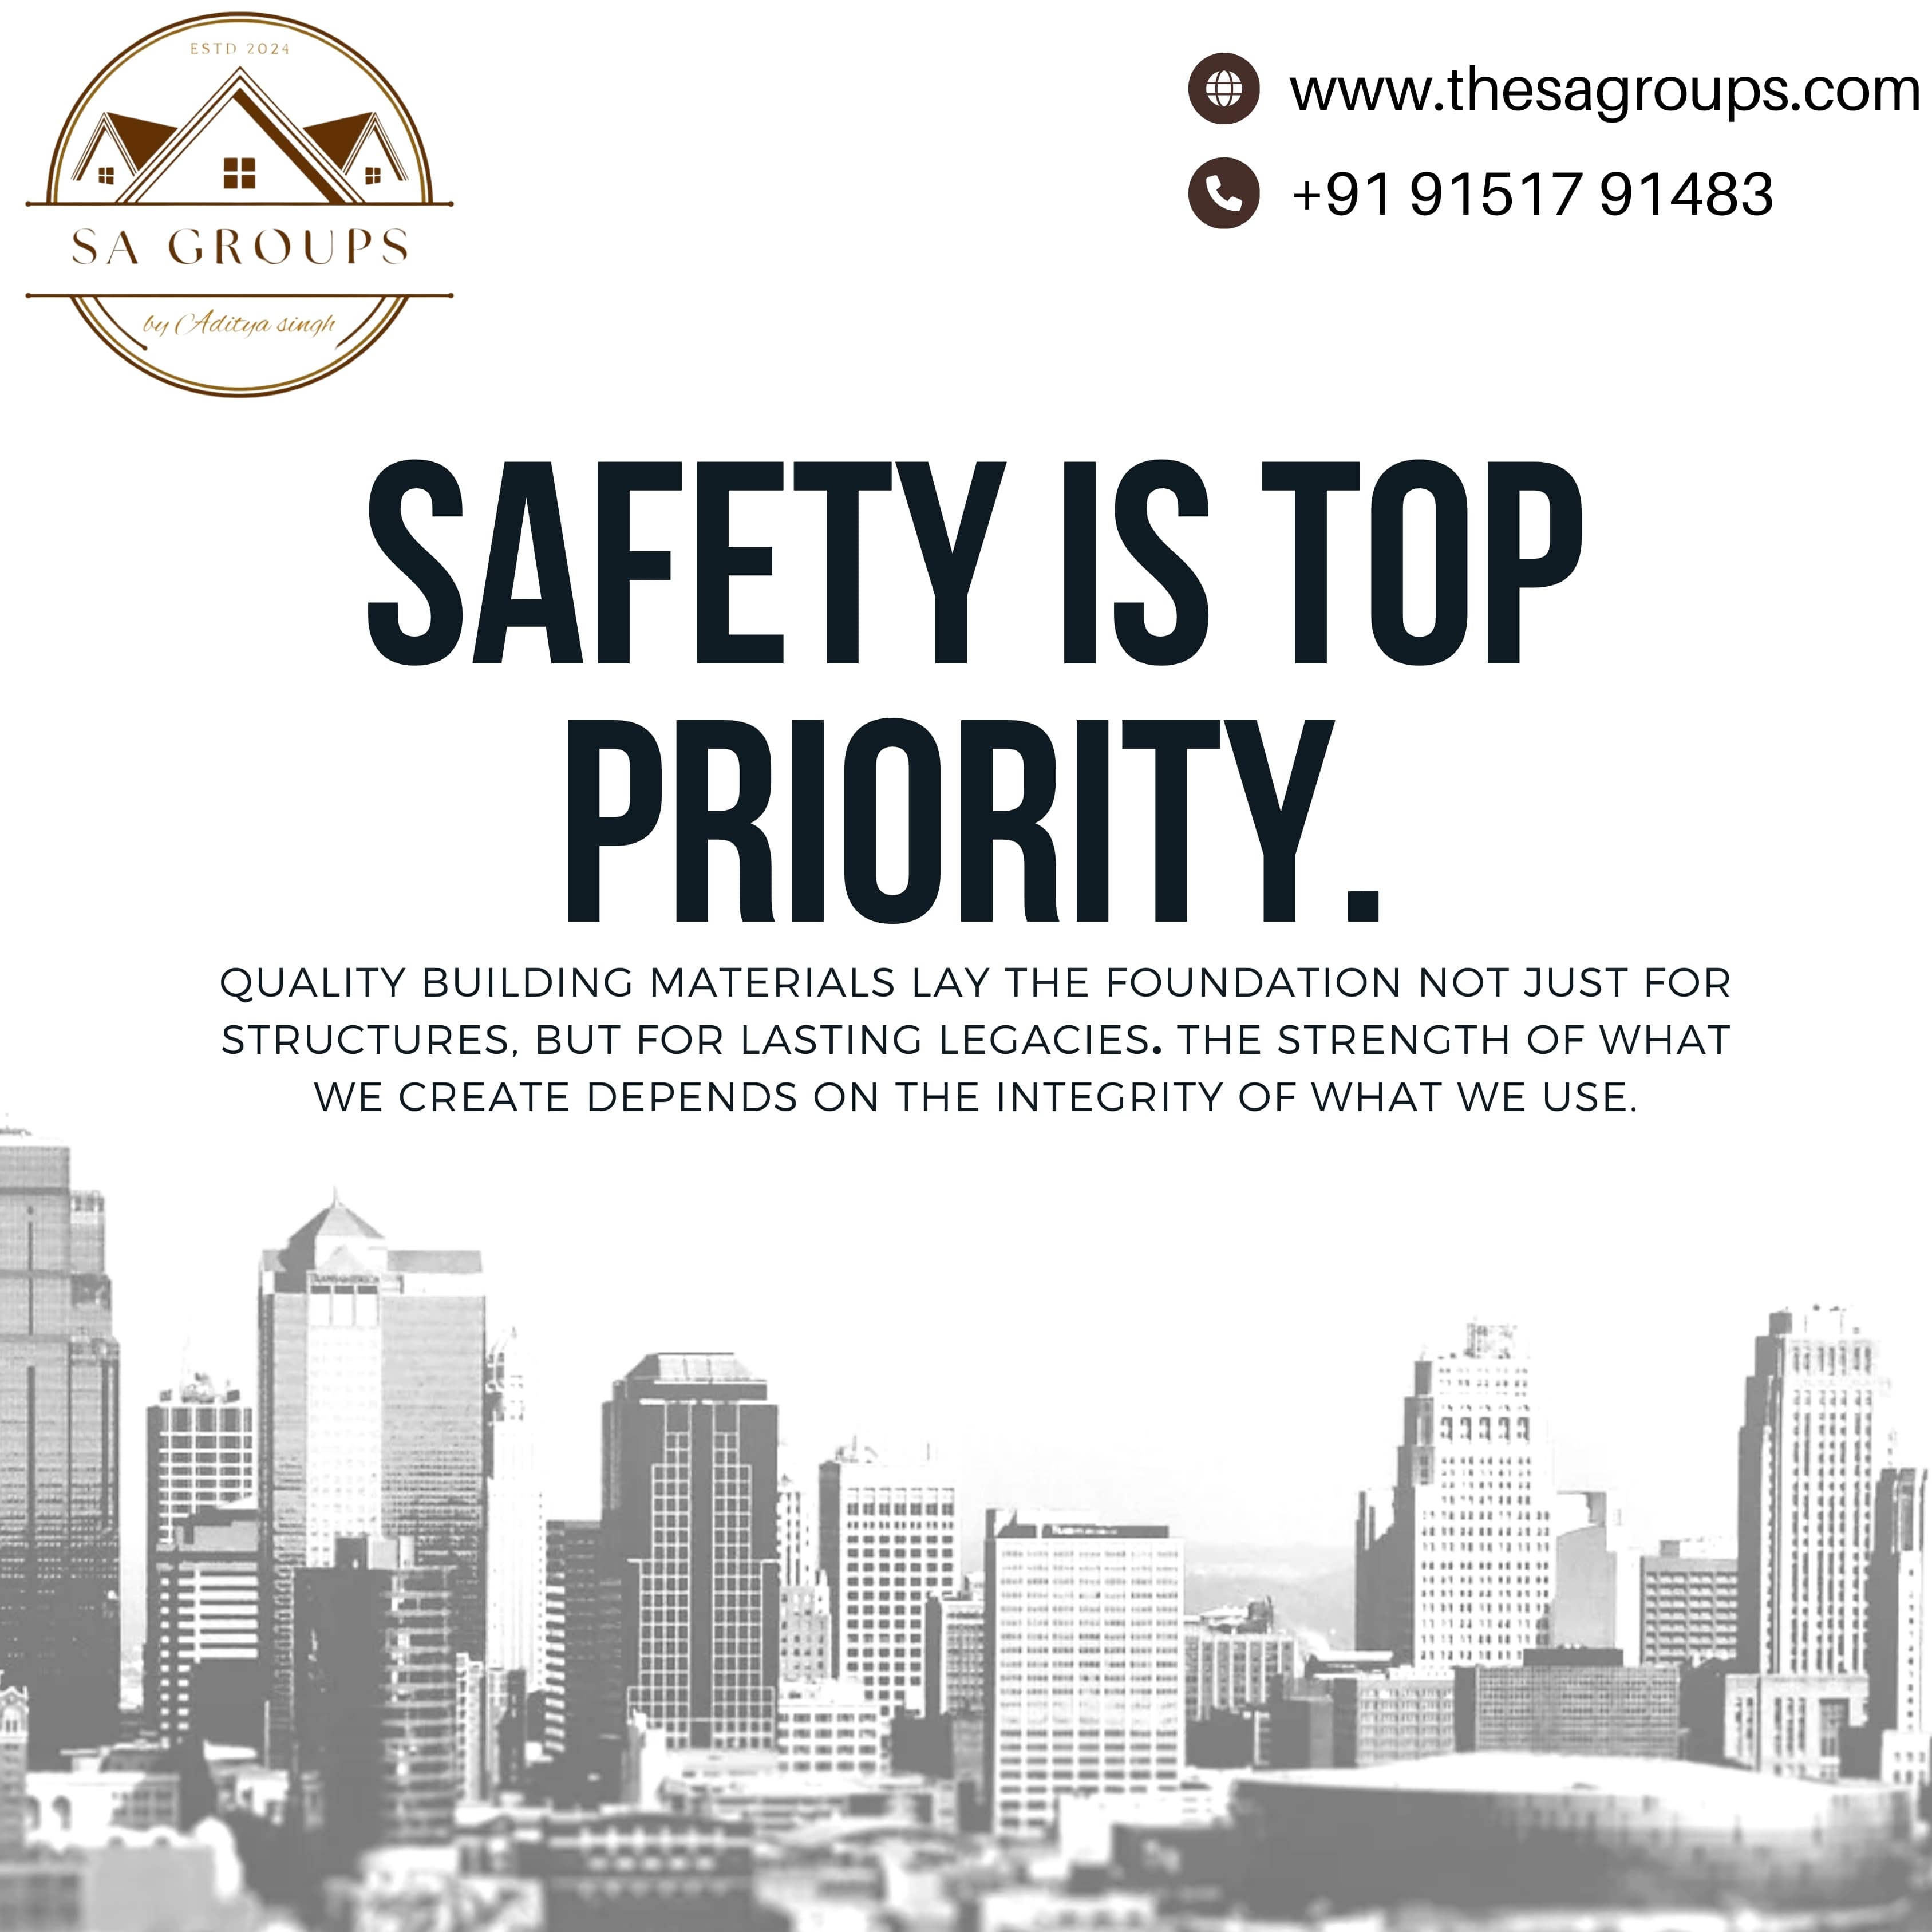 ESTD 2024
SA GROUPS
by Aditya singh
www.thesagroups.com
+91 91517 91483
SAFETY IS TOP
PRIORITY.
QUALITY BUILDING MATERIALS LAY THE FOUNDATION NOT JUST FOR
STRUCTURES, BUT FOR LASTING LEGACIES. THE STRENGTH OF WHAT
WE CREATE DEPENDS ON THE INTEGRITY OF WHAT WE USE.